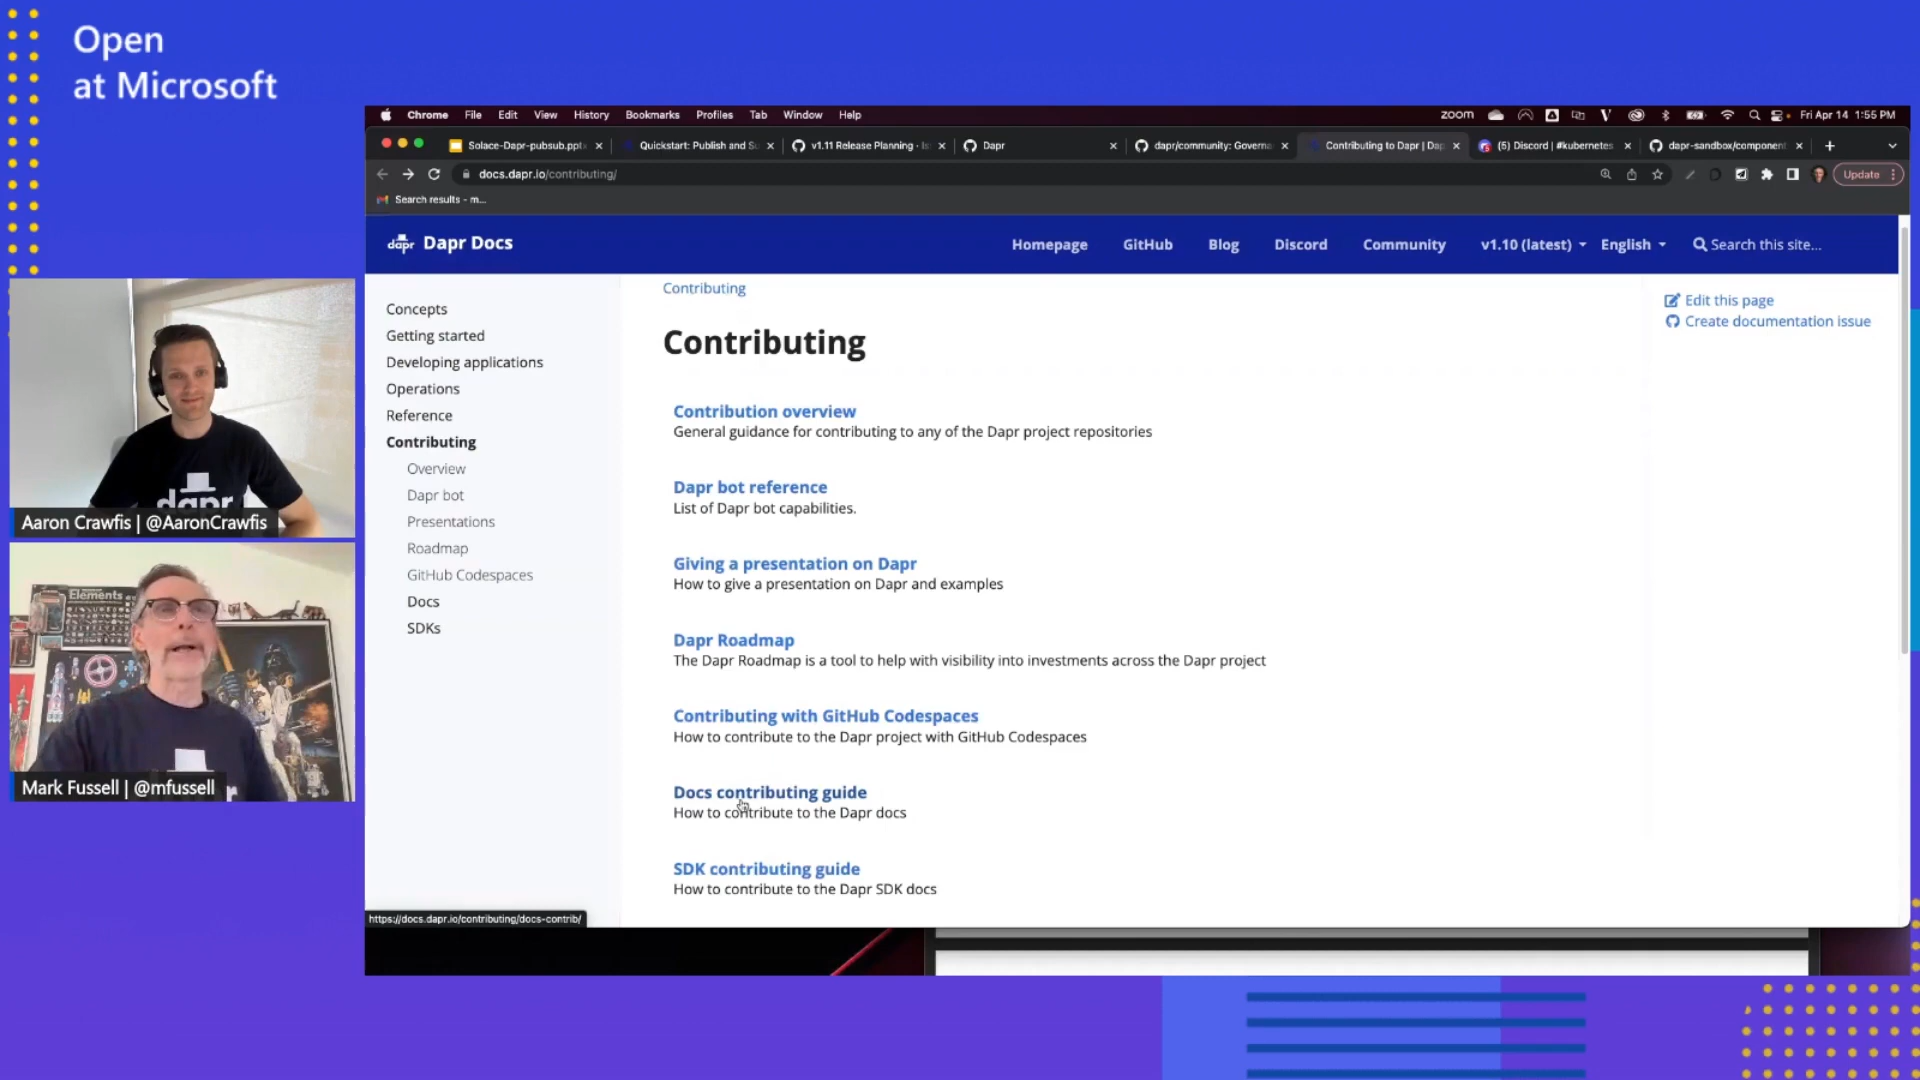 Open
at Microsoft
Chrome File Edit View History Bookmarks Profiles Tab Window Help
zoom Fri Apr 14 1:55 PM
Solace-Dapr-pubsub.pptx
Quickstart: Publish and Su
v1.11 Release Planning · Is
Dapr
dapr/community: Governa
Contributing to Dapr | Dap
(5) Discord | #kubernetes
dapr-sandbox/component
docs.dapr.io/contributing/
Update
Search results - m...
dapr Dapr Docs
Homepage GitHub Blog Discord Community v1.10 (latest) English Search this site...
Concepts
Getting started
Developing applications
Operations
Reference
Contributing
Overview
Dapr bot
Presentations
Roadmap
GitHub Codespaces
Docs
SDKs
Contributing
Contributing
Contribution overview
General guidance for contributing to any of the Dapr project repositories
Dapr bot reference
List of Dapr bot capabilities.
Giving a presentation on Dapr
How to give a presentation on Dapr and examples
Dapr Roadmap
The Dapr Roadmap is a tool to help with visibility into investments across the Dapr project
Contributing with GitHub Codespaces
How to contribute to the Dapr project with GitHub Codespaces
Docs contributing guide
How to contribute to the Dapr docs
SDK contributing guide
How to contribute to the Dapr SDK docs
Edit this page
Create documentation issue
https://docs.dapr.io/contributing/docs-contrib/
dapr
Aaron Crawfis | @AaronCrawfis
Elements
Mark Fussell | @mfussell